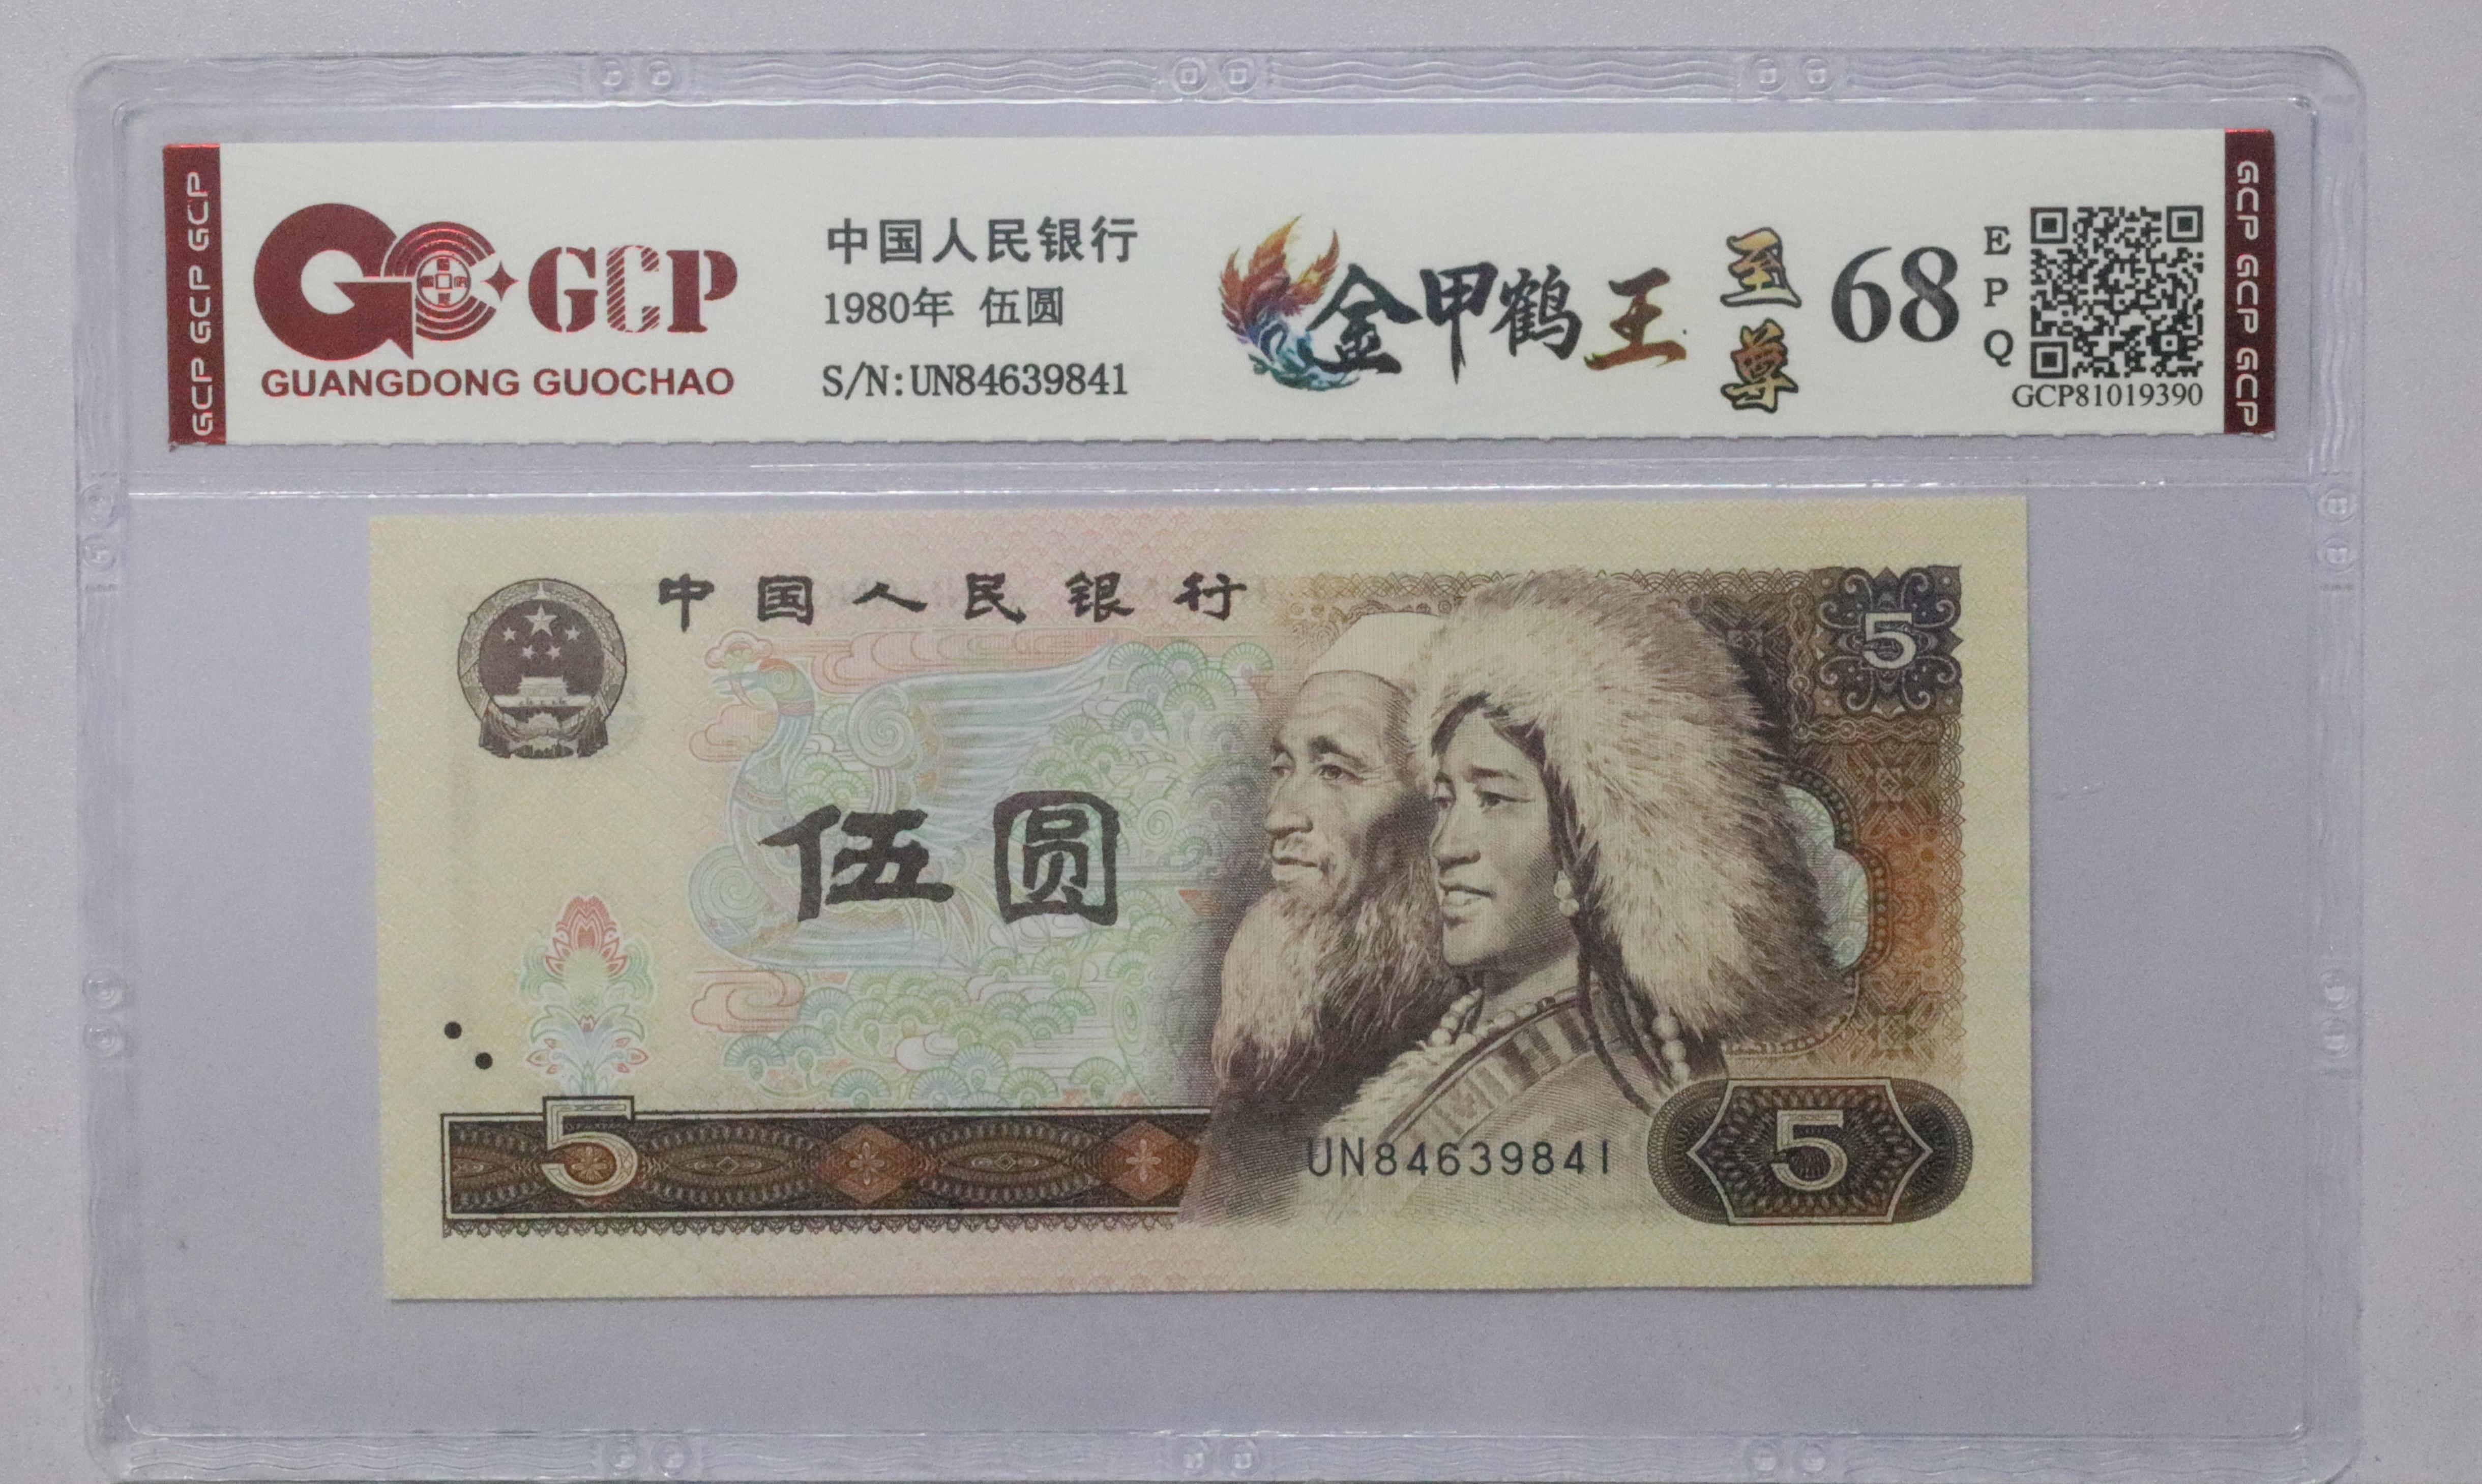 GCP GCP GCP
GCP
GUANGDONG GUOCHAO
中国人民银行
1980年 伍圆
S/N:UN84639841
金甲鹤王
至尊
68
EPQ
GCP81019390
GCP GCP GCP
中国人民银行
5
伍圆
5
UN84639841
5